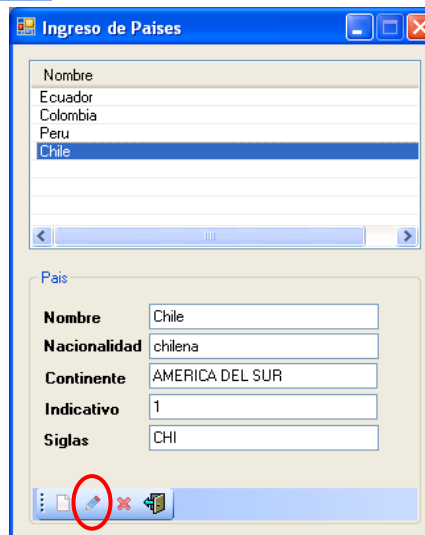 Ingreso de Paises
Nombre
Ecuador
Colombia
Peru
Chile
Pais
Nombre Chile
Nacionalidad chilena
Continente AMERICA DEL SUR
Indicativo 1
Siglas CHI